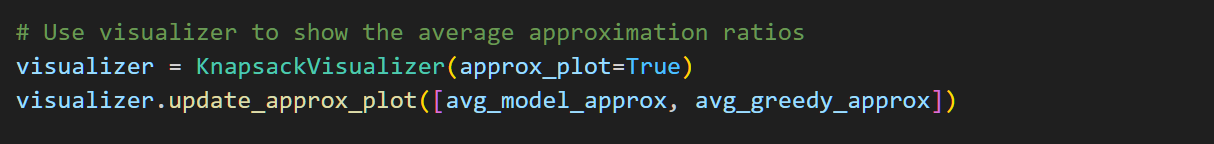 # Use visualizer to show the average approximation ratios
visualizer = KnapsackVisualizer(approx_plot=True)
visualizer.update_approx_plot([avg_model_approx, avg_greedy_approx])